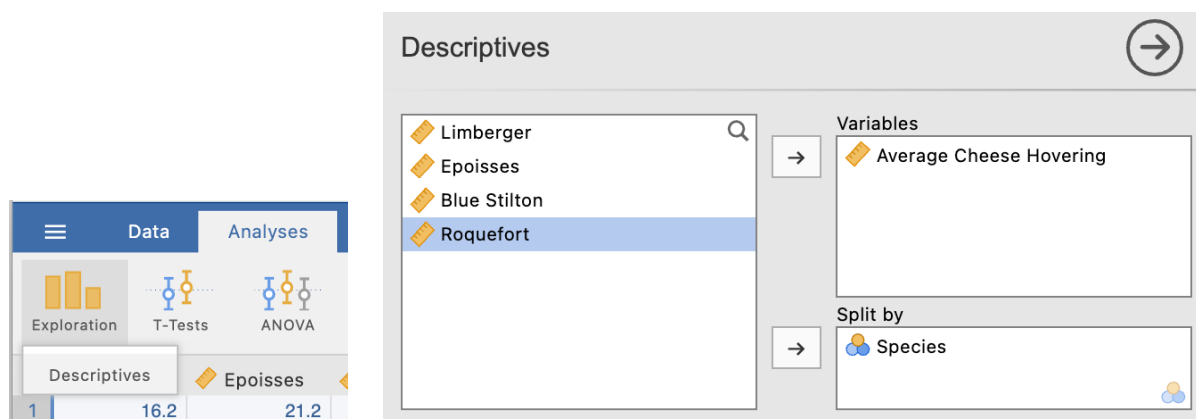 Data
Analyses
Exploration
T-Tests
ANOVA
Descriptives
Epoisses
1
16.2
21.2
Descriptives
Limberger
Epoisses
Blue Stilton
Roquefort
Variables
Average Cheese Hovering
Split by
Species